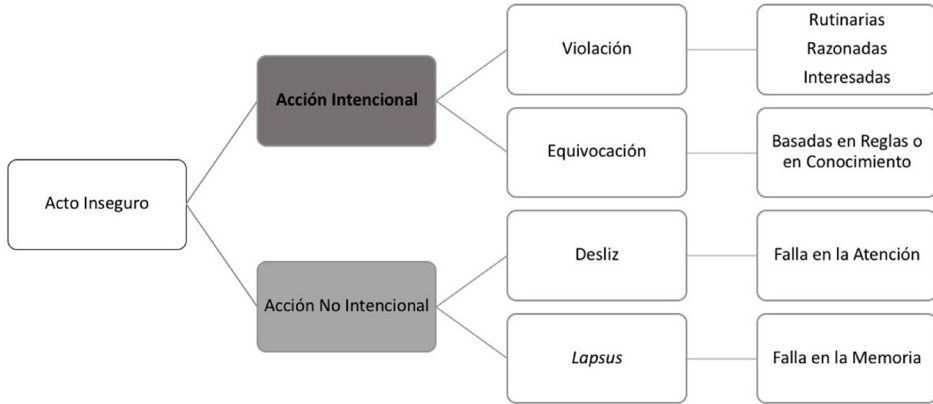 Acto Inseguro
Acción Intencional
Violación
Rutinarias
Razonadas
Interesadas
Equivocación
Basadas en Reglas o
en Conocimiento
Acción No Intencional
Desliz
Falla en la Atención
Lapsus
Falla en la Memoria